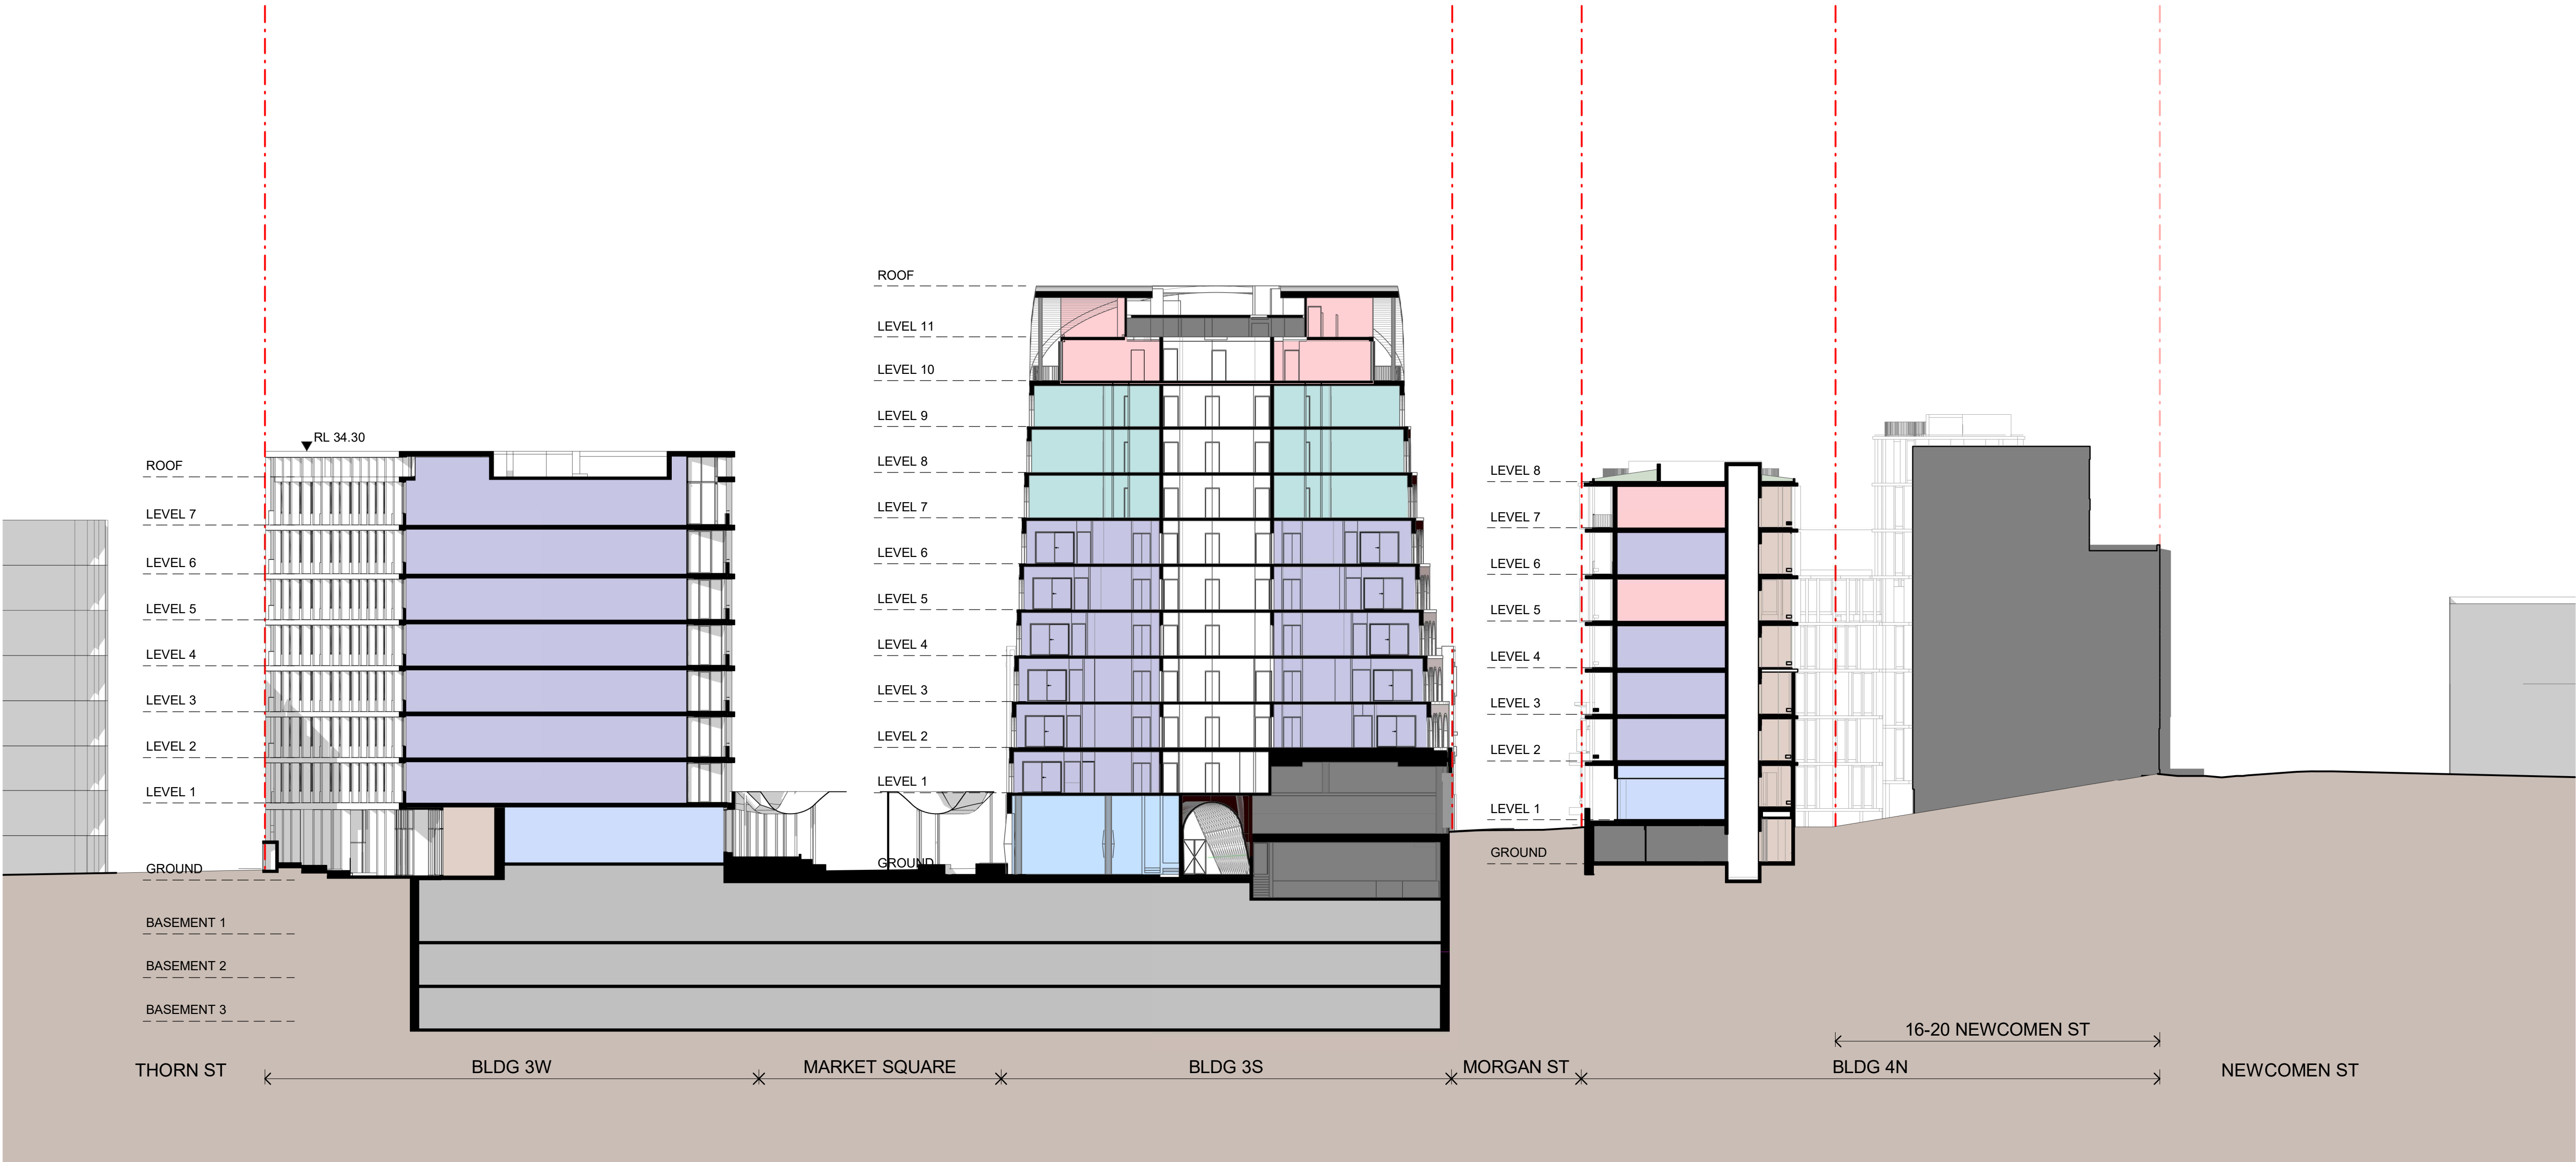 RL 34.30
ROOF
LEVEL 7
LEVEL 6
LEVEL 5
LEVEL 4
LEVEL 3
LEVEL 2
LEVEL 1
GROUND
BASEMENT 1
BASEMENT 2
BASEMENT 3
ROOF
LEVEL 11
LEVEL 10
LEVEL 9
LEVEL 8
LEVEL 7
LEVEL 6
LEVEL 5
LEVEL 4
LEVEL 3
LEVEL 2
LEVEL 1
GROUND
LEVEL 8
LEVEL 7
LEVEL 6
LEVEL 5
LEVEL 4
LEVEL 3
LEVEL 2
LEVEL 1
GROUND
16-20 NEWCOMEN ST
THORN ST
BLDG 3W
MARKET SQUARE
BLDG 3S
MORGAN ST
BLDG 4N
NEWCOMEN ST